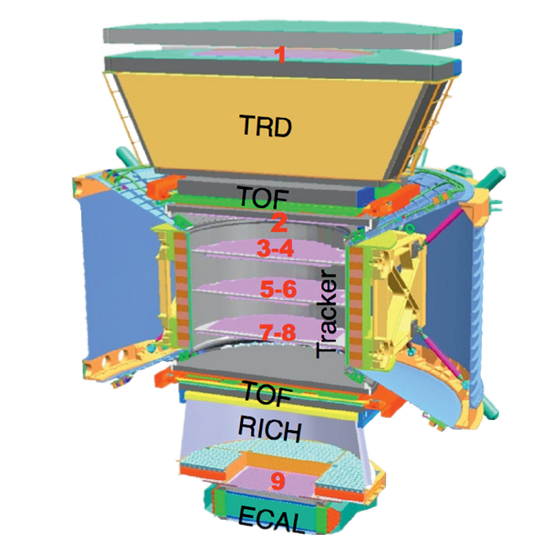 1
TRD
TOF
2
3-4
5-6
Tracker
7-8
TOF
RICH
9
ECAL